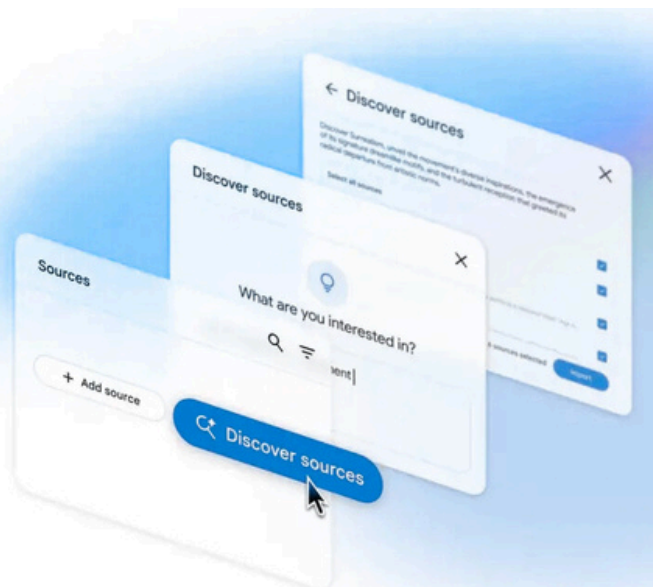 Discover sources
Discover Surrealism, unveil the movement's diverse inspirations, the emergence
of its signature dreamlike motifs, and the turbulent reception that greeted its
radical departure from artistic norms.
Select all sources
sources selected
Import
Discover sources
What are you interested in?
ment
Sources
+ Add source
Discover sources